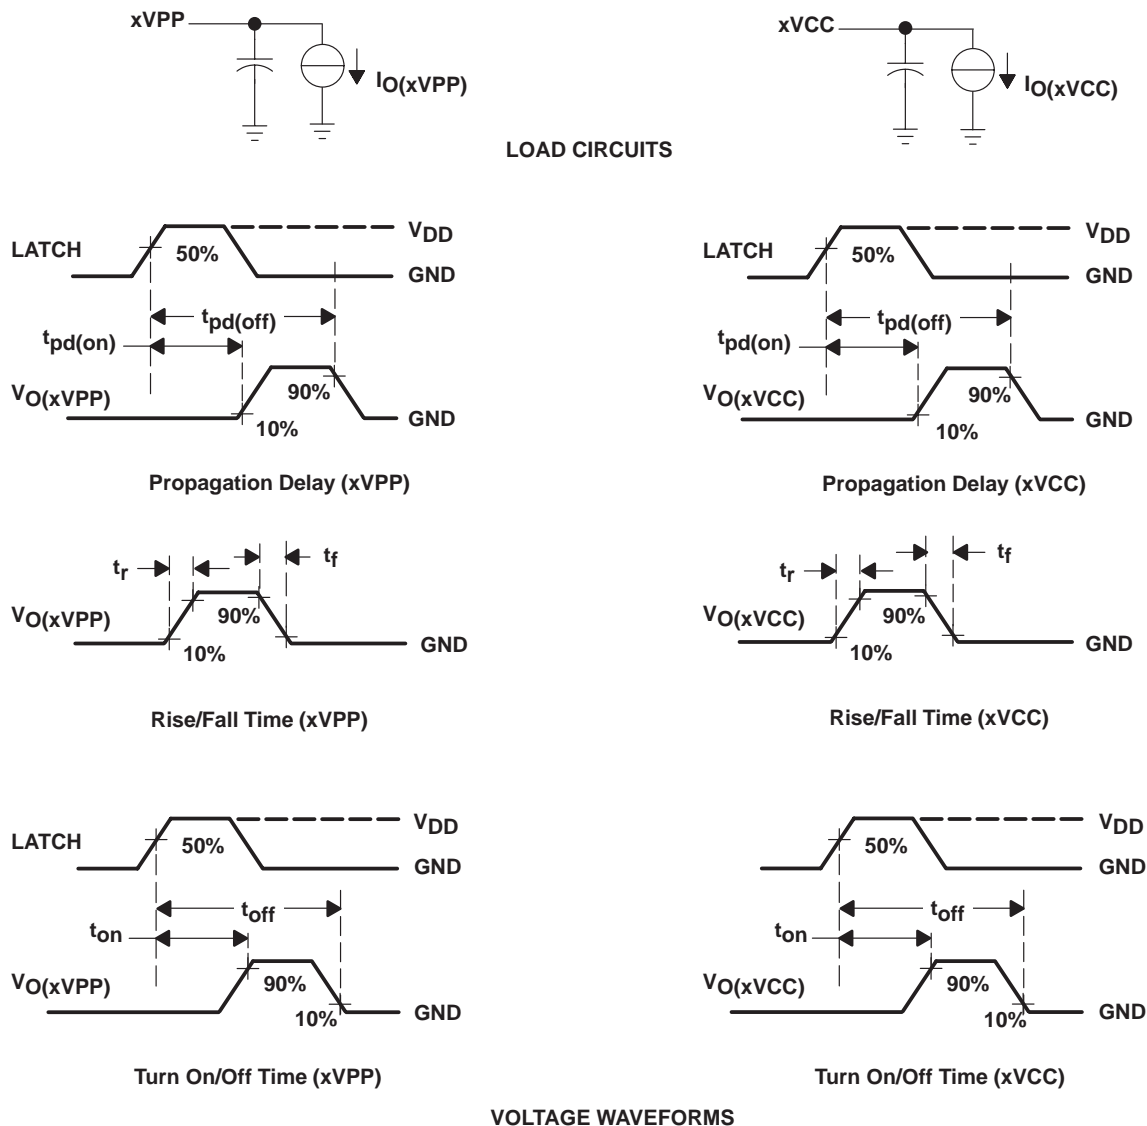 xVPP
IO(xVPP)
xVCC
IO(xVCC)
LOAD CIRCUITS
LATCH
50%
VDD
GND
tpd(off)
tpd(on)
VO(xVPP)
90%
10%
GND
Propagation Delay (xVPP)
LATCH
50%
VDD
GND
tpd(off)
tpd(on)
VO(xVCC)
90%
10%
GND
Propagation Delay (xVCC)
tr
tf
VO(xVPP)
90%
10%
GND
Rise/Fall Time (xVPP)
tr
tf
VO(xVCC)
90%
10%
GND
Rise/Fall Time (xVCC)
LATCH
50%
VDD
GND
toff
ton
VO(xVPP)
90%
10%
GND
Turn On/Off Time (xVPP)
50%
VDD
GND
toff
ton
VO(xVCC)
90%
10%
GND
Turn On/Off Time (xVCC)
VOLTAGE WAVEFORMS